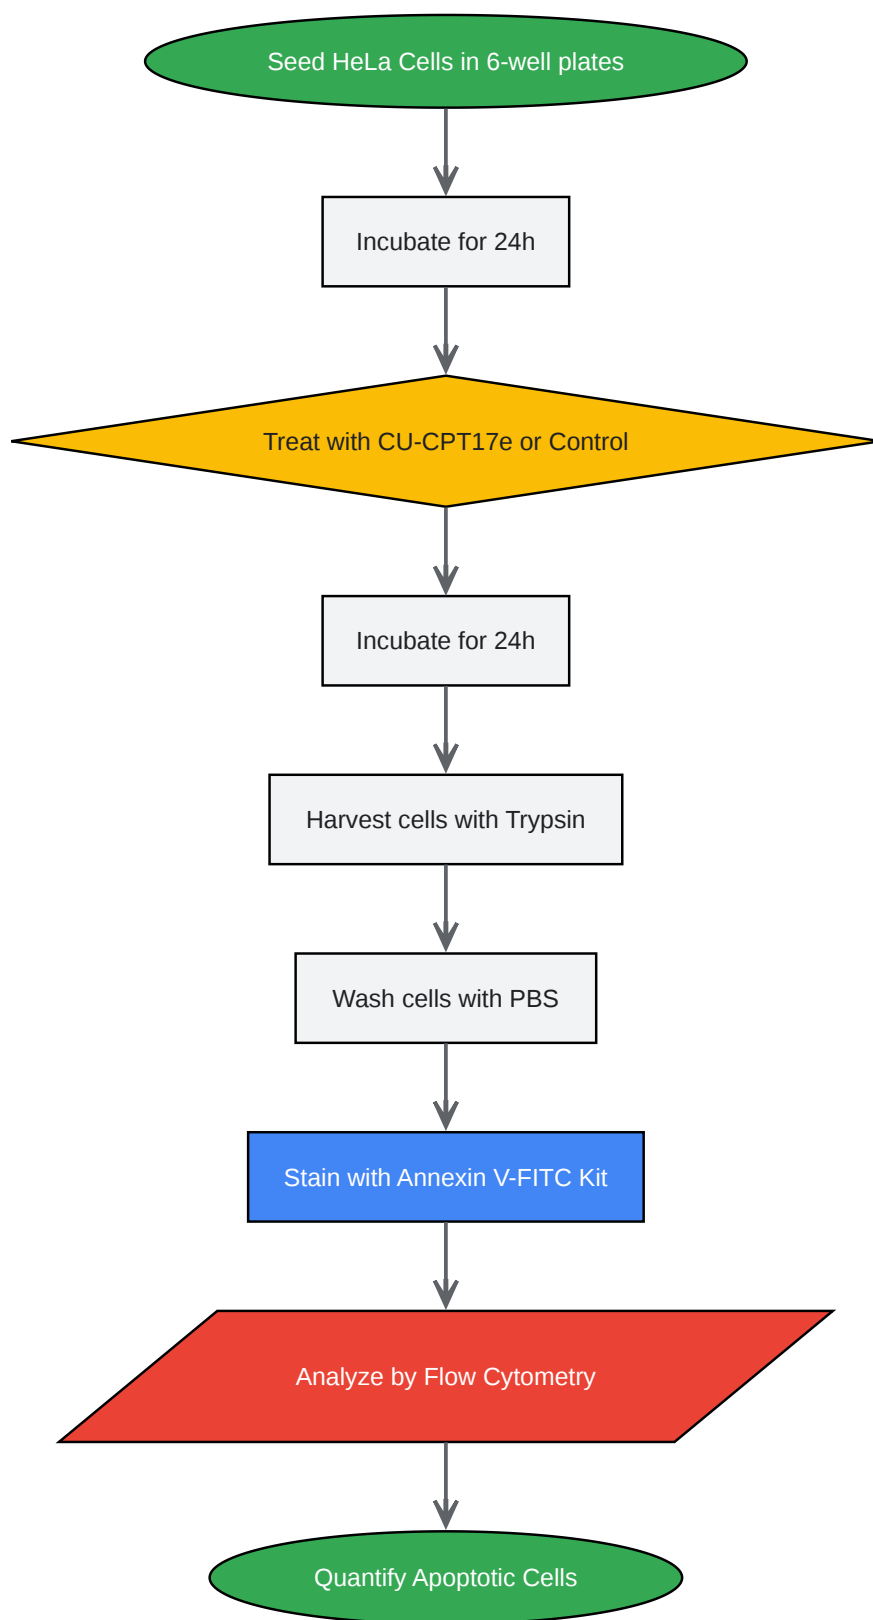 Seed HeLa Cells in 6-well plates
Incubate for 24h
Treat with CU-CPT17e or Control
Incubate for 24h
Harvest cells with Trypsin
Wash cells with PBS
Stain with Annexin V-FITC Kit
Analyze by Flow Cytometry
Quantify Apoptotic Cells